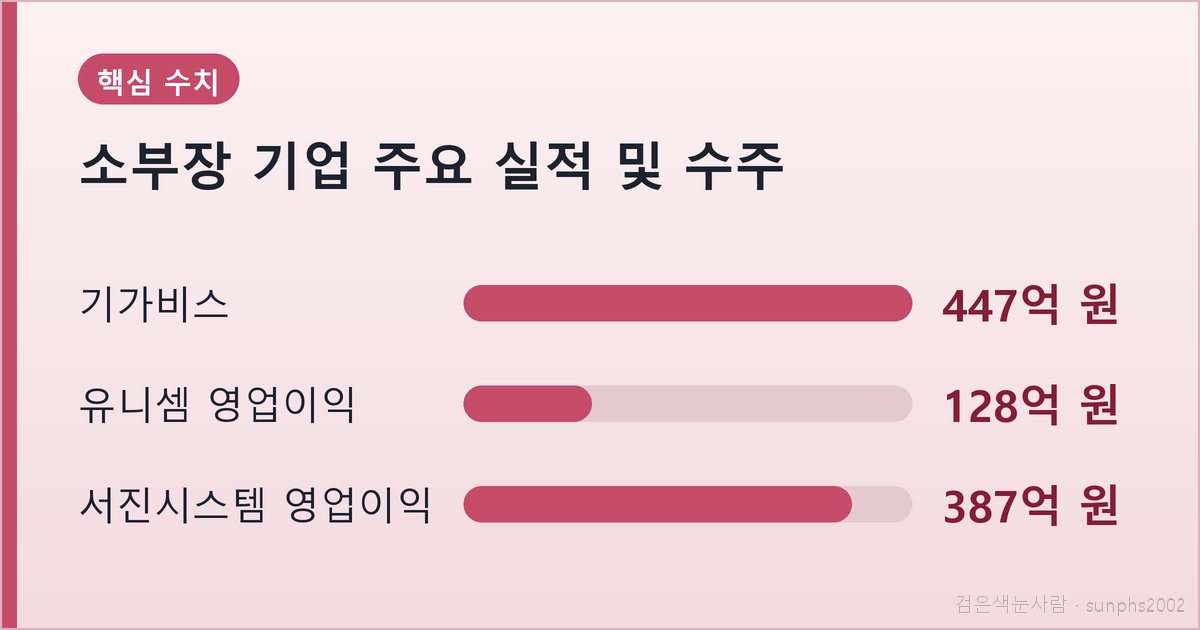 핵심 수치
소부장 기업 주요 실적 및 수주
기가비스 447억 원
유니셈 영업이익 128억 원
서진시스템 영업이익 387억 원
검은색눈사람 · sunphs2002